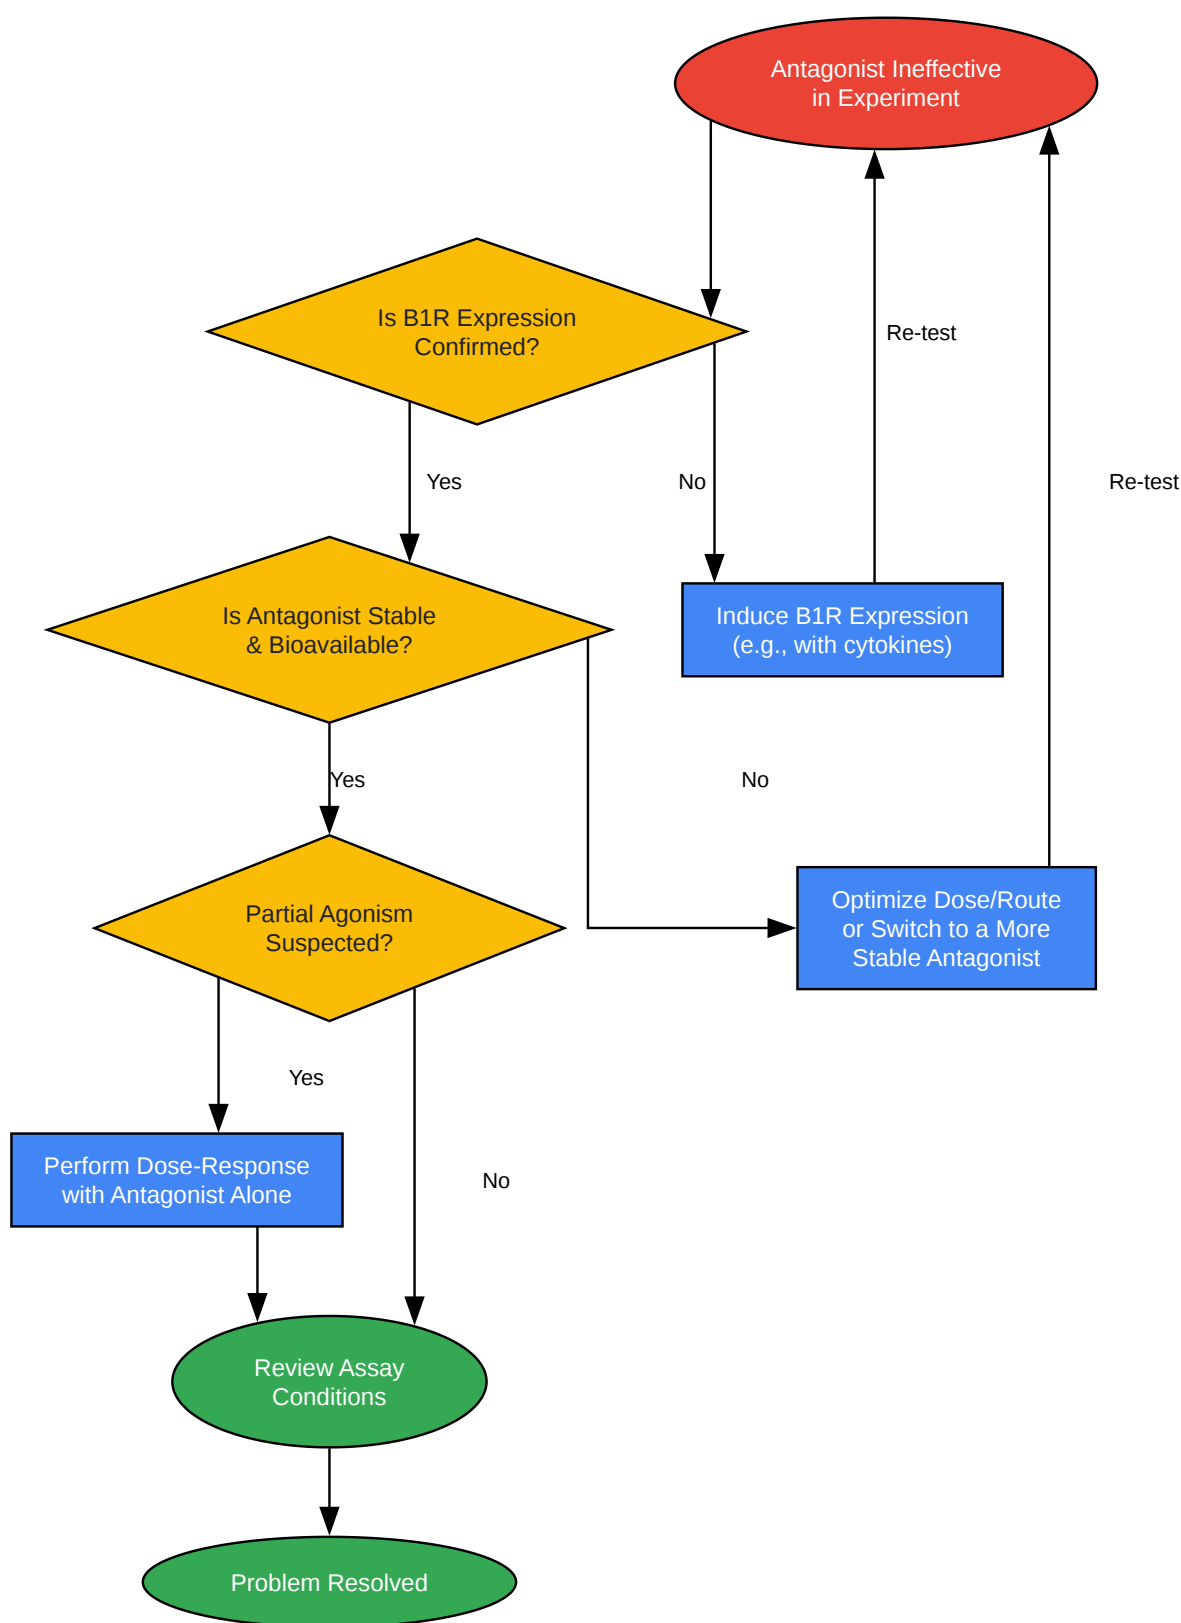 Antagonist Ineffective
in Experiment
Is B1R Expression
Confirmed?
Re-test
Yes
No
Re-test
Is Antagonist Stable
& Bioavailable?
Induce B1R Expression
(e.g., with cytokines)
Yes
No
Partial Agonism
Suspected?
Optimize Dose/Route
or Switch to a More
Stable Antagonist
Yes
Perform Dose-Response
with Antagonist Alone
No
Review Assay
Conditions
Problem Resolved